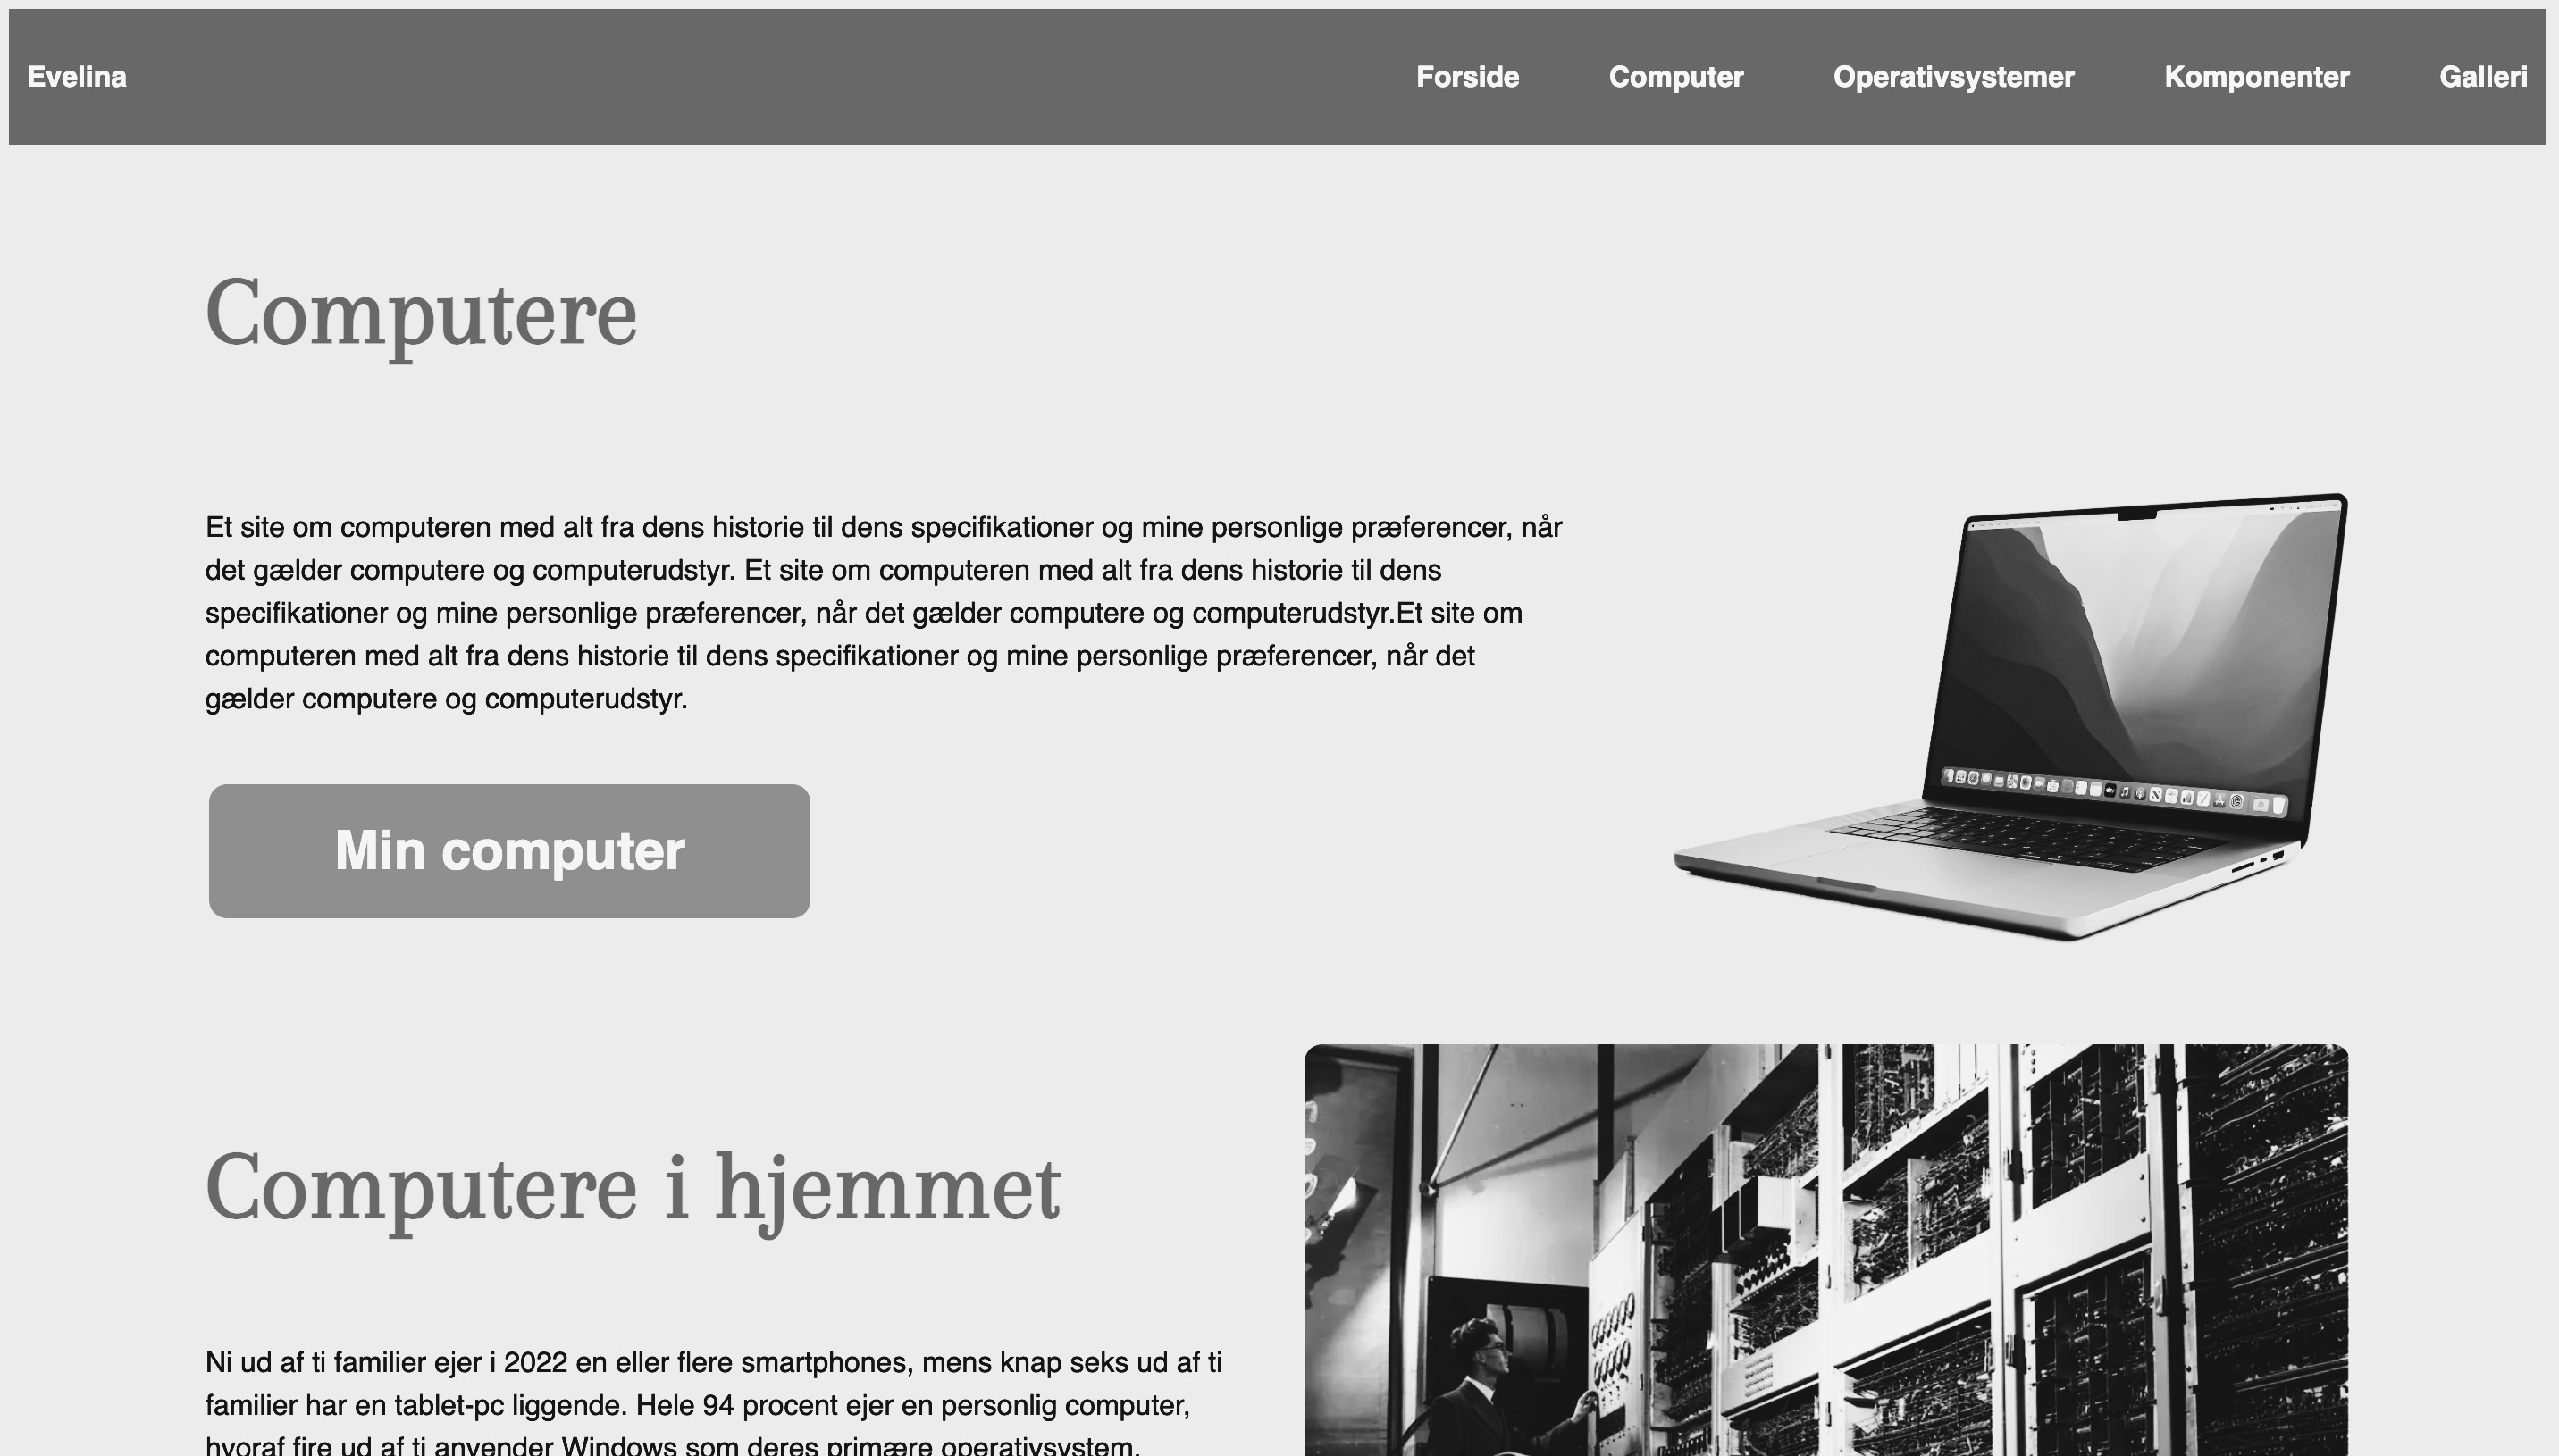 Evelina
Forside
Computer
Operativsystemer
Komponenter
Galleri
Computere
Et site om computeren med alt fra dens historie til dens specifikationer og mine personlige præferencer, når
det gælder computere og computerudstyr. Et site om computeren med alt fra dens historie til dens
specifikationer og mine personlige præferencer, når det gælder computere og computerudstyr.Et site om
computeren med alt fra dens historie til dens specifikationer og mine personlige præferencer, når det
gælder computere og computerudstyr.
Min computer
Computere i hjemmet
Ni ud af ti familier ejer i 2022 en eller flere smartphones, mens knap seks ud af ti
familier har en tablet-pc liggende. Hele 94 procent ejer en personlig computer,
hvoraf fire ud af ti anvender Windows som deres primære operativsystem.